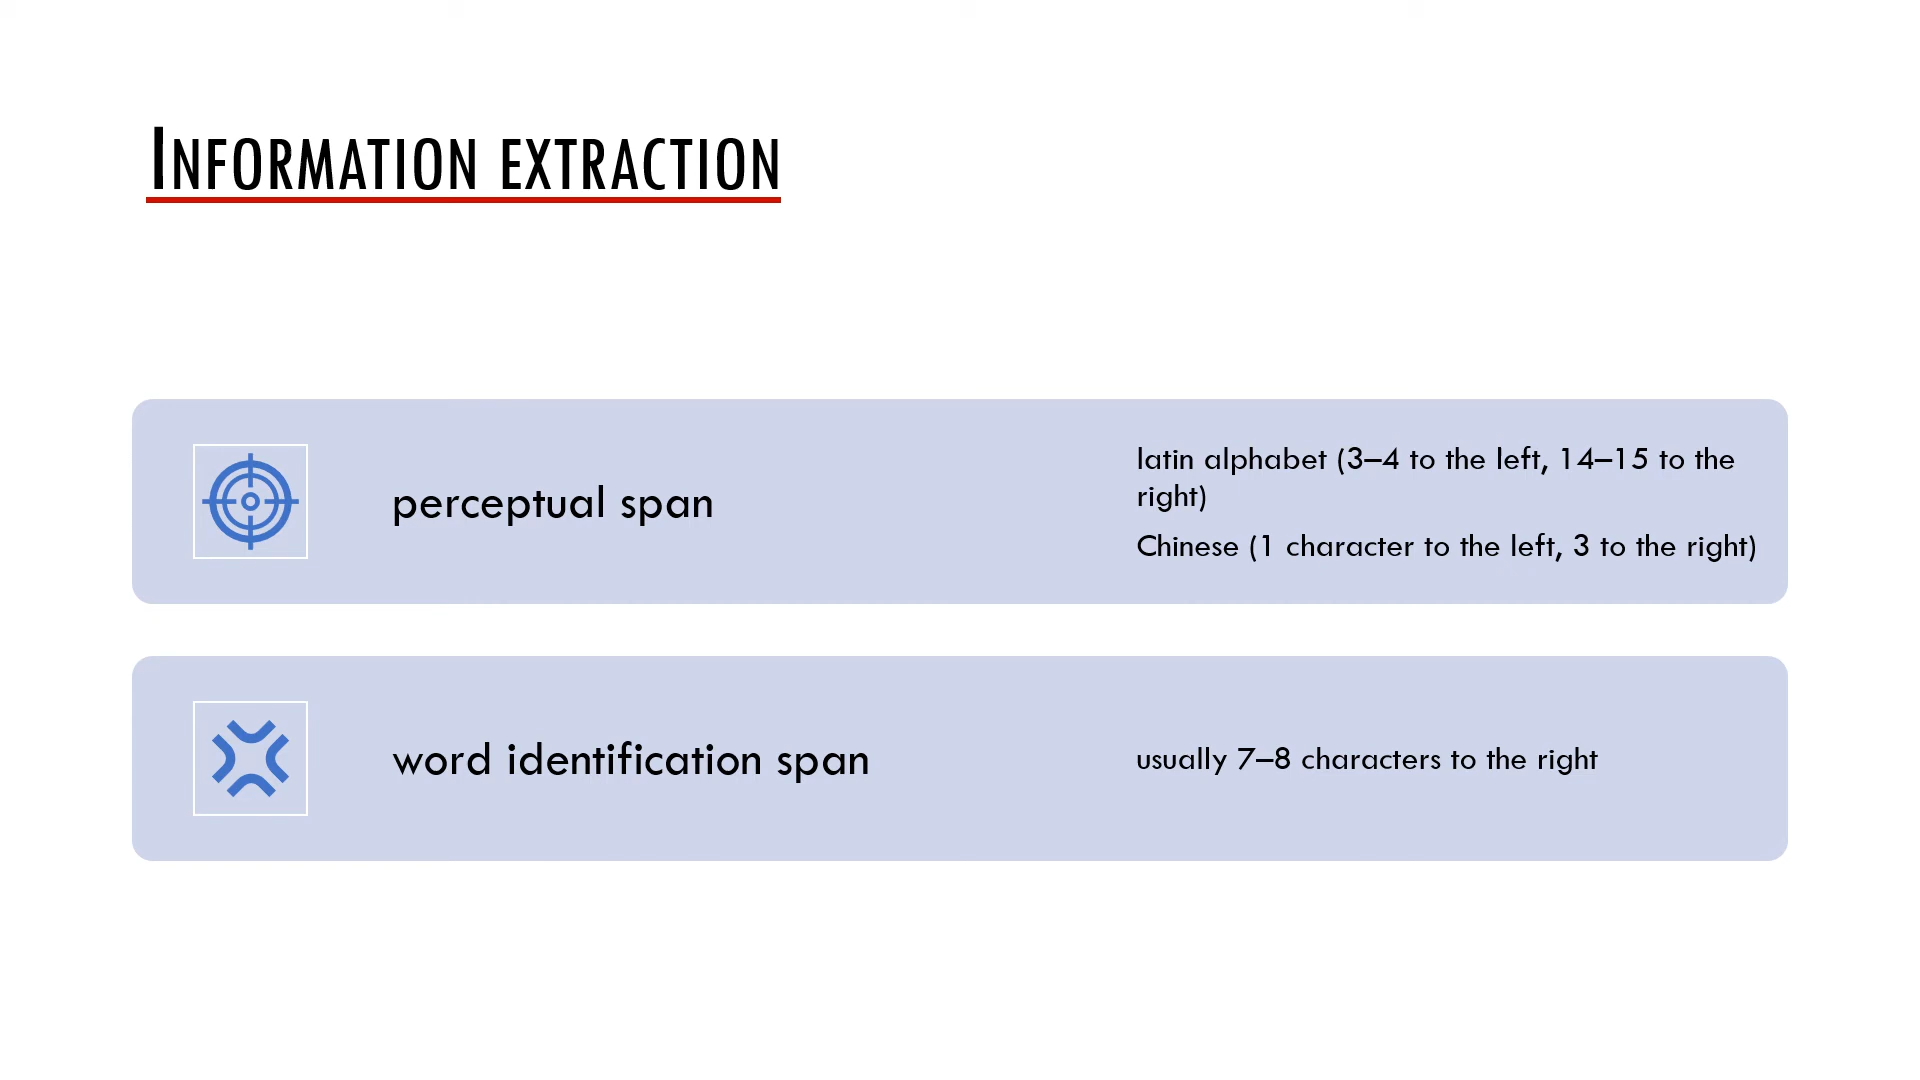 Information extraction
perceptual span
latin alphabet (3–4 to the left, 14–15 to the
right)
Chinese (1 character to the left, 3 to the right)
word identification span
usually 7–8 characters to the right